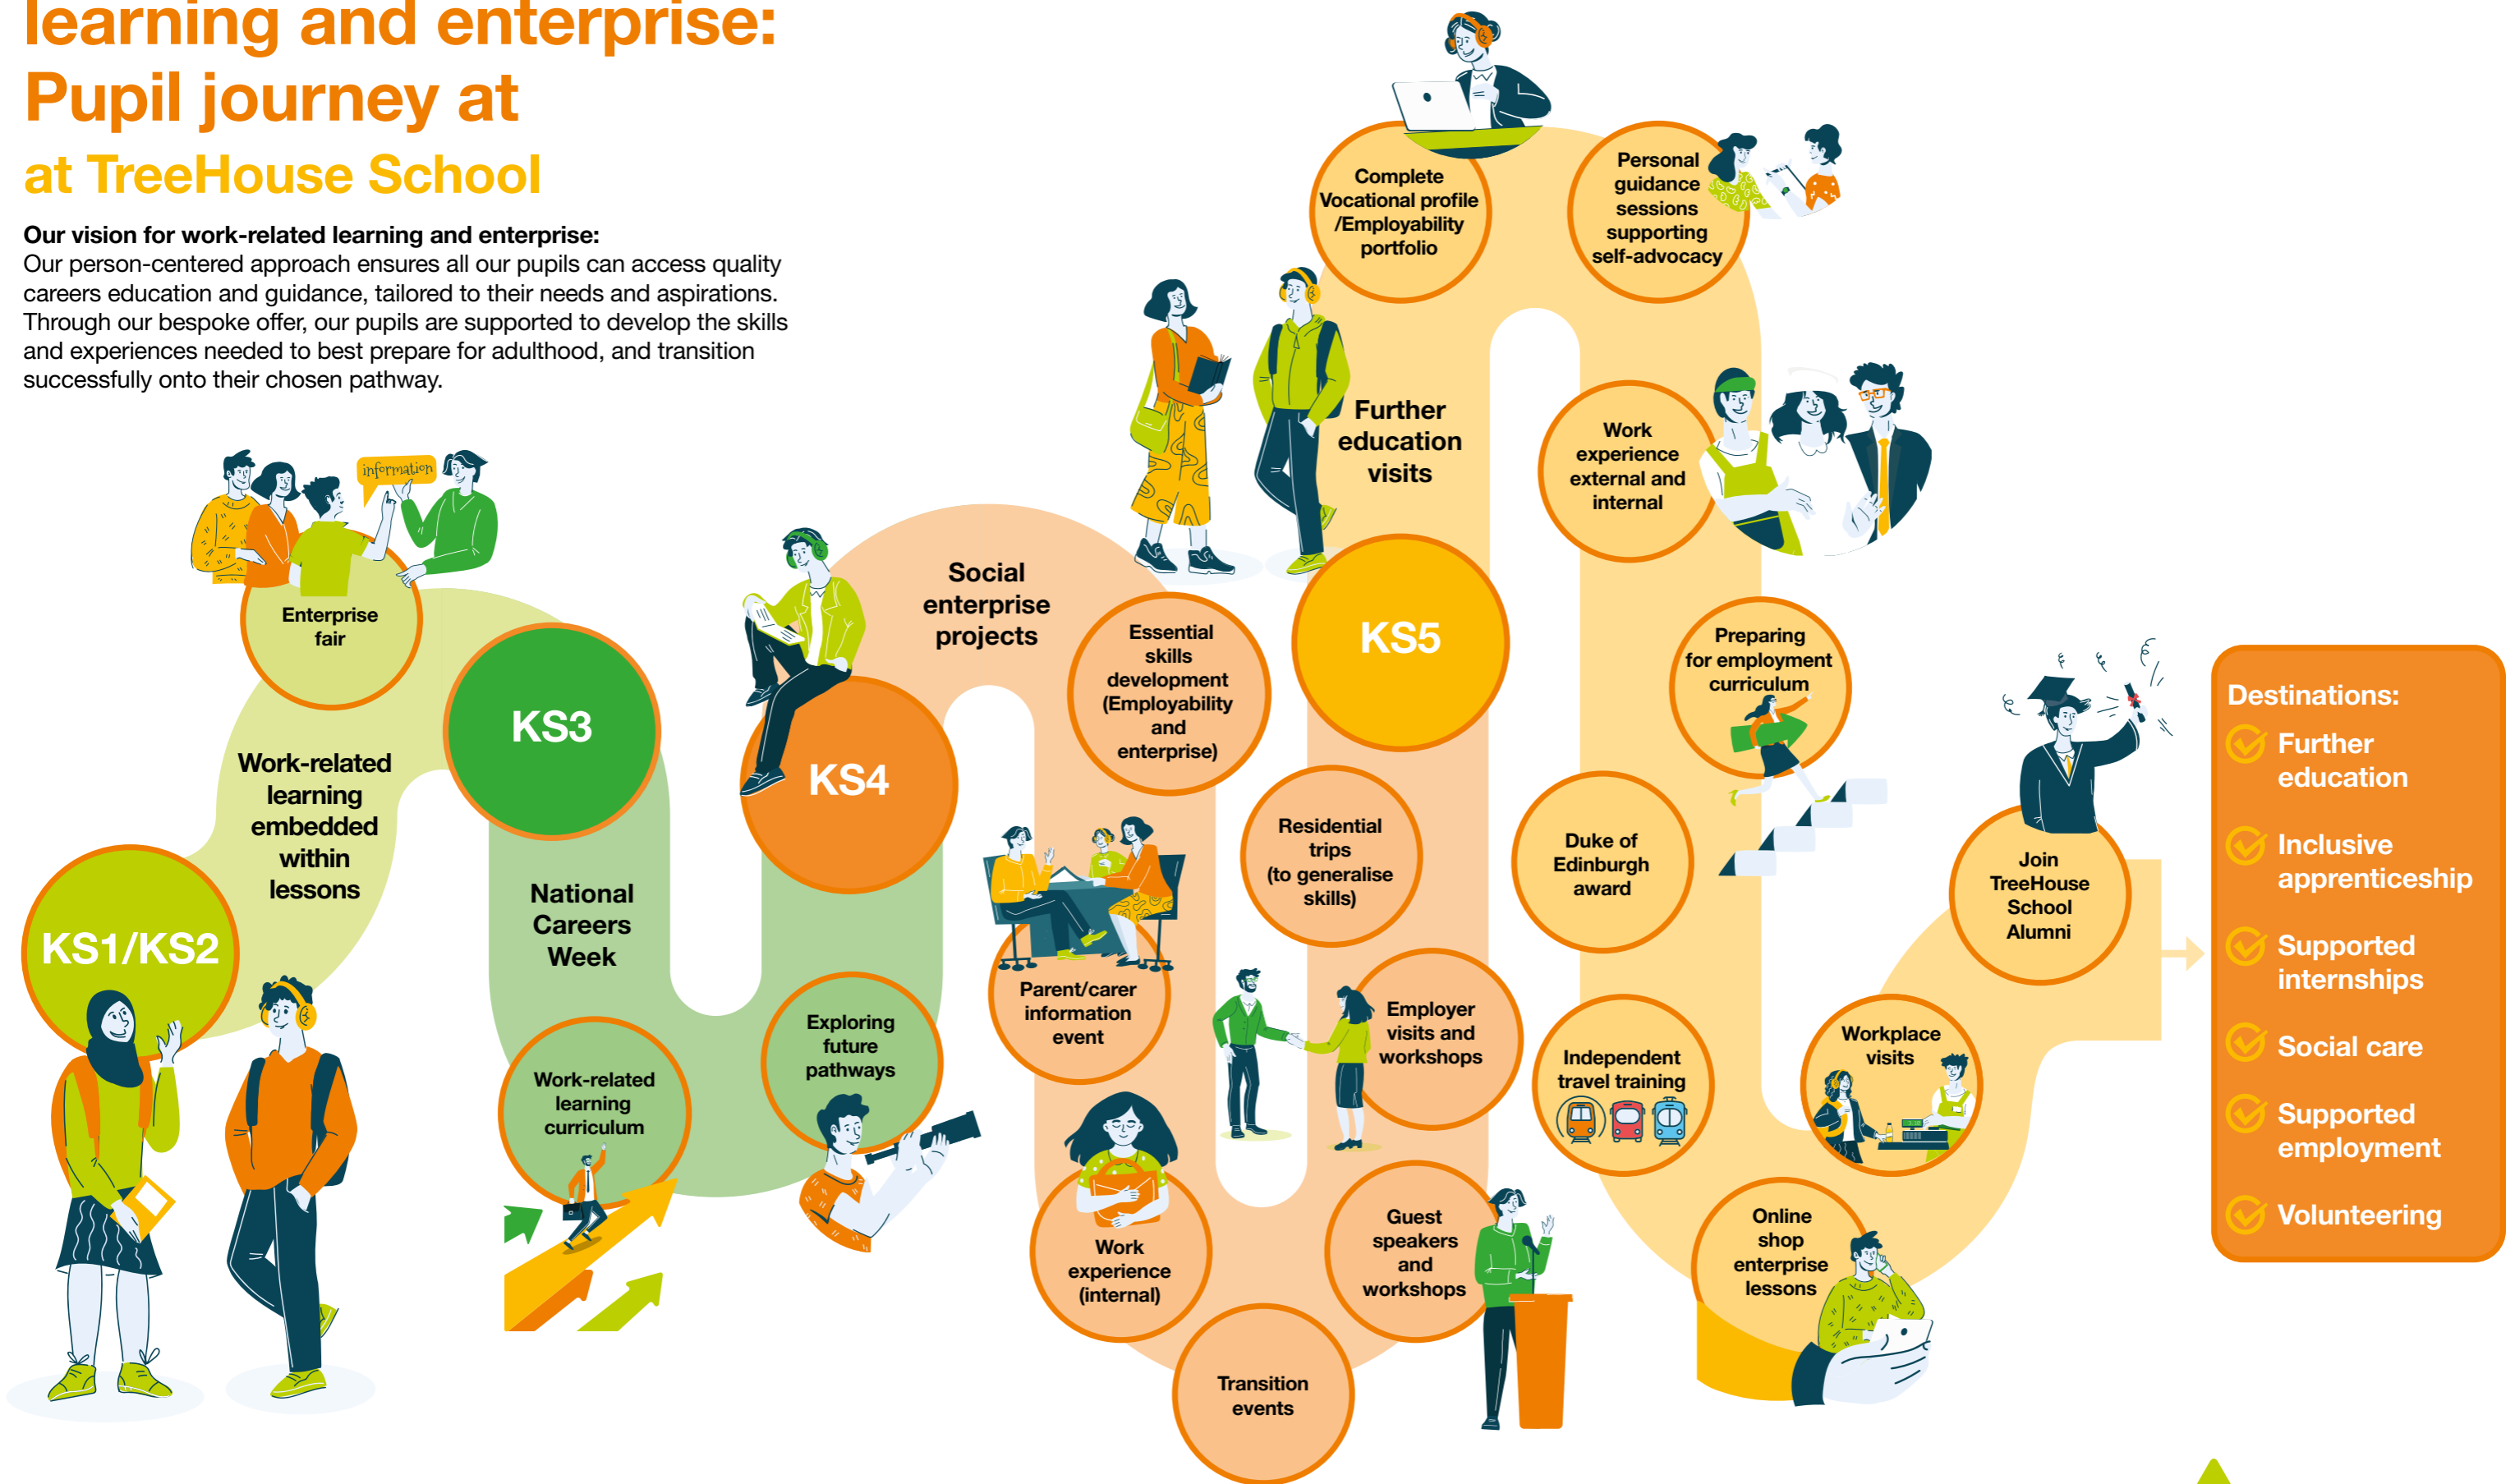 learning and enterprise:
Pupil journey at
at TreeHouse School
Our vision for work-related learning and enterprise:
Our person-centered approach ensures all our pupils can access quality
careers education and guidance, tailored to their needs and aspirations.
Through our bespoke offer, our pupils are supported to develop the skills
and experiences needed to best prepare for adulthood, and transition
successfully onto their chosen pathway.
KS1/KS2
Work-related
learning
embedded
within
lessons
information
Enterprise
fair
KS3
National
Careers
Week
Work-related
learning
curriculum
Exploring
future
pathways
KS4
Social
enterprise
projects
Essential
skills
development
(Employability
and
enterprise)
Parent/carer
information
event
Work
experience
(internal)
Transition
events
Guest
speakers
and
workshops
Employer
visits and
workshops
Residential
trips
(to generalise
skills)
KS5
Further
education
visits
Complete
Vocational profile
/Employability
portfolio
Personal
guidance
sessions
supporting
self-advocacy
Work
experience
external and
internal
Preparing
for employment
curriculum
Duke of
Edinburgh
award
Independent
travel training
Online
shop
enterprise
lessons
Workplace
visits
Join
TreeHouse
School
Alumni
Destinations:
Further
education
Inclusive
apprenticeship
Supported
internships
Social care
Supported
employment
Volunteering